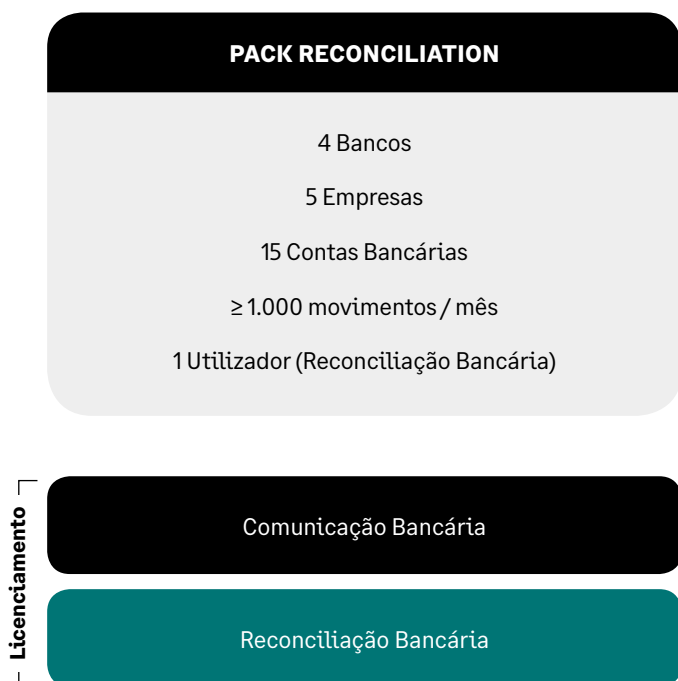 PACK RECONCILIATION
4 Bancos
5 Empresas
15 Contas Bancárias
≥ 1.000 movimentos / mês
1 Utilizador (Reconciliação Bancária)
Licenciamento
Comunicação Bancária
Reconciliação Bancária